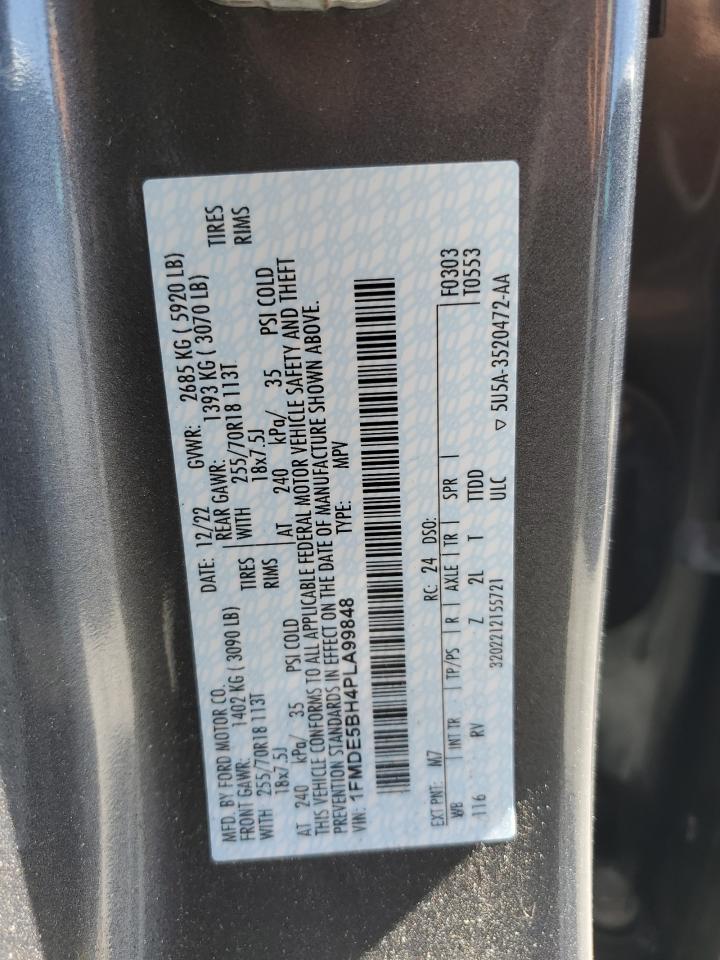 MFD. BY FORD MOTOR CO.
DATE: 12/22 GVWR: 2685 KG ( 5920 LB)
FRONT GAWR: 1402 KG ( 3090 LB) REAR GAWR: 1393 KG ( 3070 LB)
WITH 255/70R18 113T TIRES WITH 255/70R18 113T TIRES
18x7.5J RIMS 18x7.5J RIMS
AT 240 kPa/ 35 PSI COLD AT 240 kPa/ 35 PSI COLD
THIS VEHICLE CONFORMS TO ALL APPLICABLE FEDERAL MOTOR VEHICLE SAFETY AND THEFT
PREVENTION STANDARDS IN EFFECT ON THE DATE OF MANUFACTURE SHOWN ABOVE.
VIN: 1FMDE5BH4PLA99848 TYPE: MPV
EXT PNT: M7 RC: 24 DSO: F0303
WB INT TR TP/PS R AXLE TR SPR T0553
116 RV Z 2L T TTDD
3202212155721 ULC ▽ 5U5A-3520472-AA